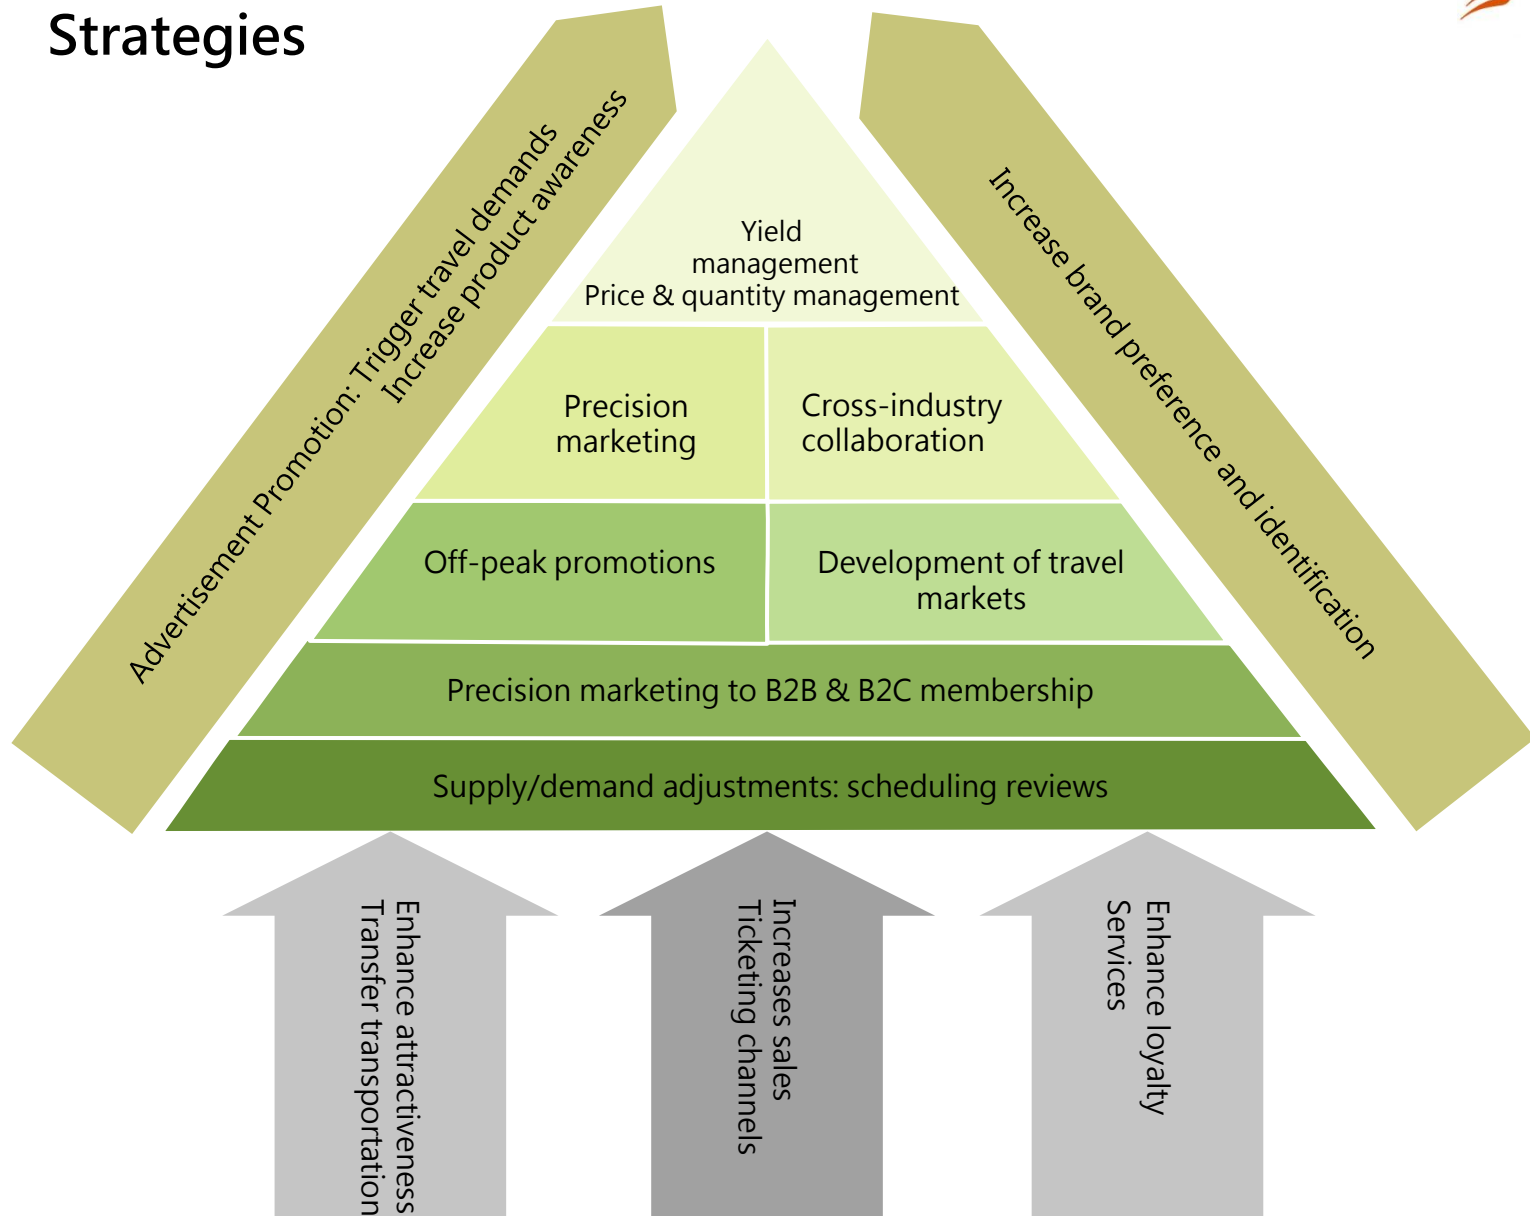 Strategies
Advertisement Promotion: Trigger travel demands
Increase product awareness
Increase brand preference and identification
Yield
management
Price & quantity management
Precision
marketing
Cross-industry
collaboration
Off-peak promotions
Development of travel
markets
Precision marketing to B2B & B2C membership
Supply/demand adjustments: scheduling reviews
Enhance attractiveness
Transfer transportation
Increases sales
Ticketing channels
Enhance loyalty
Services